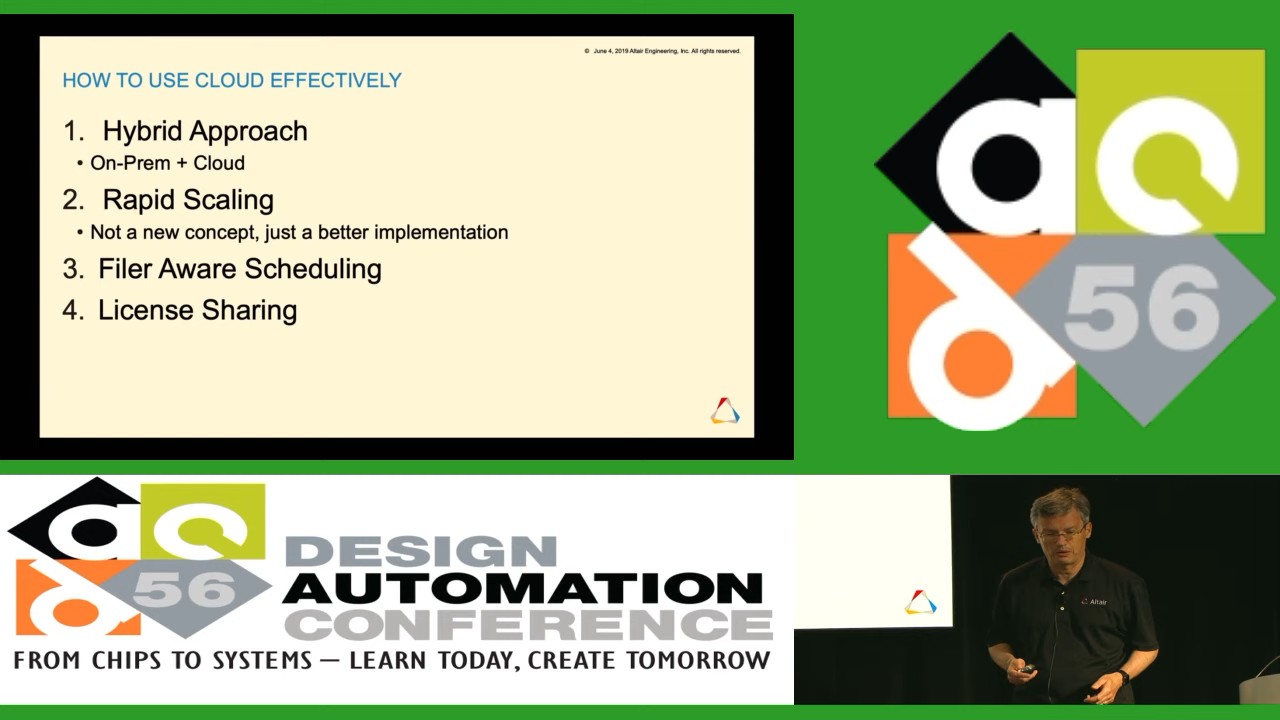 © June 4, 2019 Altair Engineering, Inc. All rights reserved.
HOW TO USE CLOUD EFFECTIVELY
1. Hybrid Approach
• On-Prem + Cloud
2. Rapid Scaling
• Not a new concept, just a better implementation
3. Filer Aware Scheduling
4. License Sharing
56
56
DESIGN
AUTOMATION
CONFERENCE
FROM CHIPS TO SYSTEMS — LEARN TODAY, CREATE TOMORROW
Altair